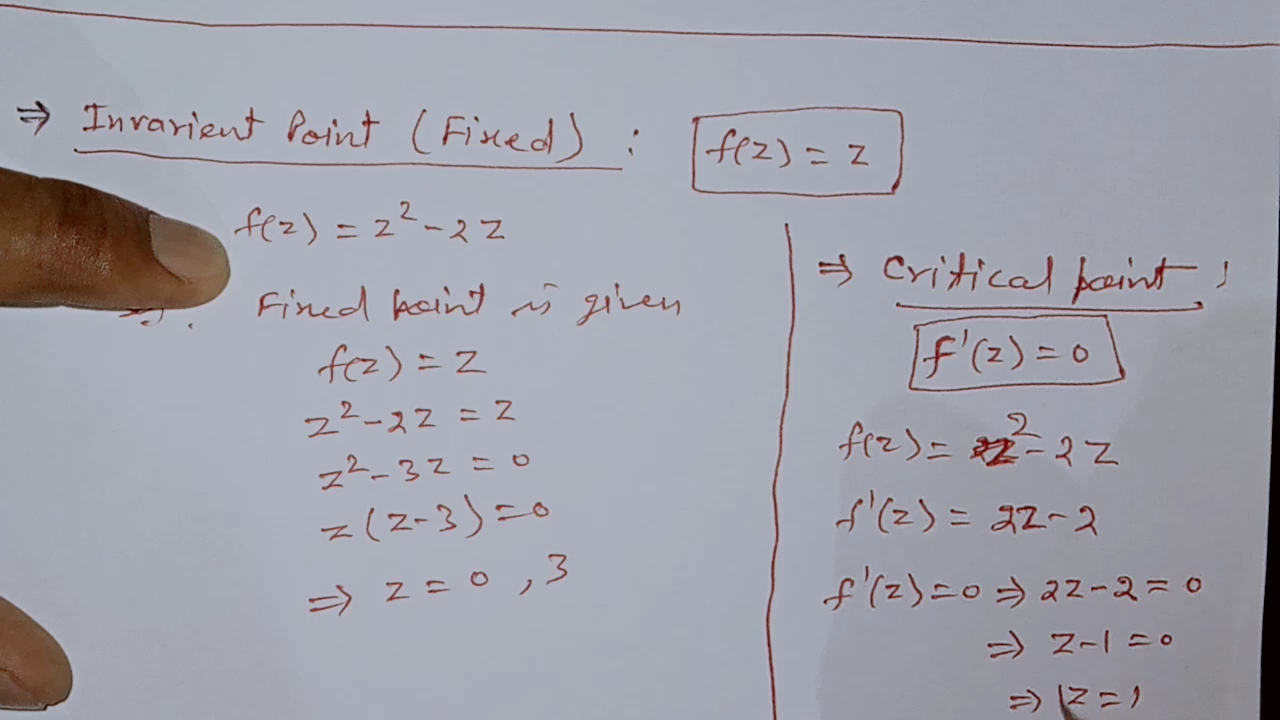 ⇒ Invarient Point (Fixed) : f(z) = z
f(z) = z² - 2z
Fixed point is given
f(z) = z
z² - 2z = z
z² - 3z = 0
z(z-3) = 0
⇒ z = 0, 3
⇒ Critical point :
f'(z) = 0
f(z) = z² - 2z
f'(z) = 2z - 2
f'(z) = 0 ⇒ 2z - 2 = 0
⇒ z - 1 = 0
⇒ z = 1